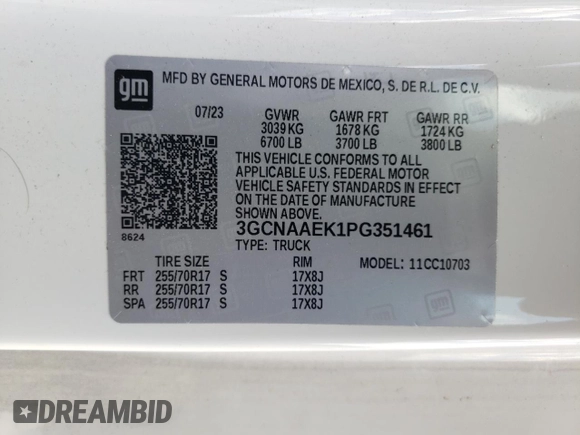 gm
MFD BY GENERAL MOTORS DE MEXICO, S. DE R.L. DE C.V.
07/23 GVWR GAWR FRT GAWR RR
3039 KG 1678 KG 1724 KG
6700 LB 3700 LB 3800 LB
THIS VEHICLE CONFORMS TO ALL
APPLICABLE U.S. FEDERAL MOTOR
VEHICLE SAFETY STANDARDS IN EFFECT
ON THE DATE OF MANUFACTURE
SHOWN ABOVE.
8624
3GCNAAEK1PG351461
TYPE: TRUCK
TIRE SIZE RIM MODEL: 11CC10703
FRT 255/70R17 S 17X8J
RR 255/70R17 S 17X8J
SPA 255/70R17 S 17X8J
DREAMBID